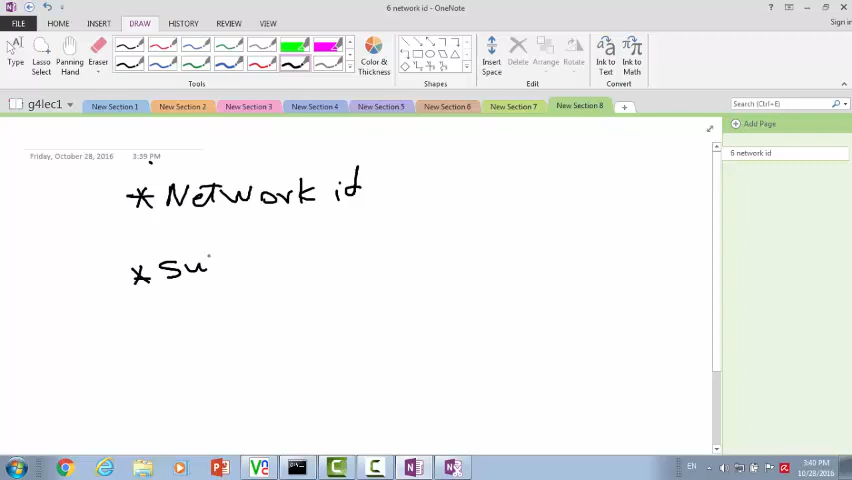 6 network id - OneNote
FILE HOME INSERT DRAW HISTORY REVIEW VIEW
Sign in
Type Lasso Select Panning Hand Eraser Color & Thickness Insert Space Delete Arrange Rotate Ink to Text Ink to Math
Tools Shapes Edit Convert
g4lec1 New Section 1 New Section 2 New Section 3 New Section 4 New Section 5 New Section 6 New Section 7 New Section 8 Search (Ctrl+E)
Add Page
6 network id
Friday, October 28, 2016 3:39 PM
* Network id
* Su
EN 3:40 PM
10/28/2016